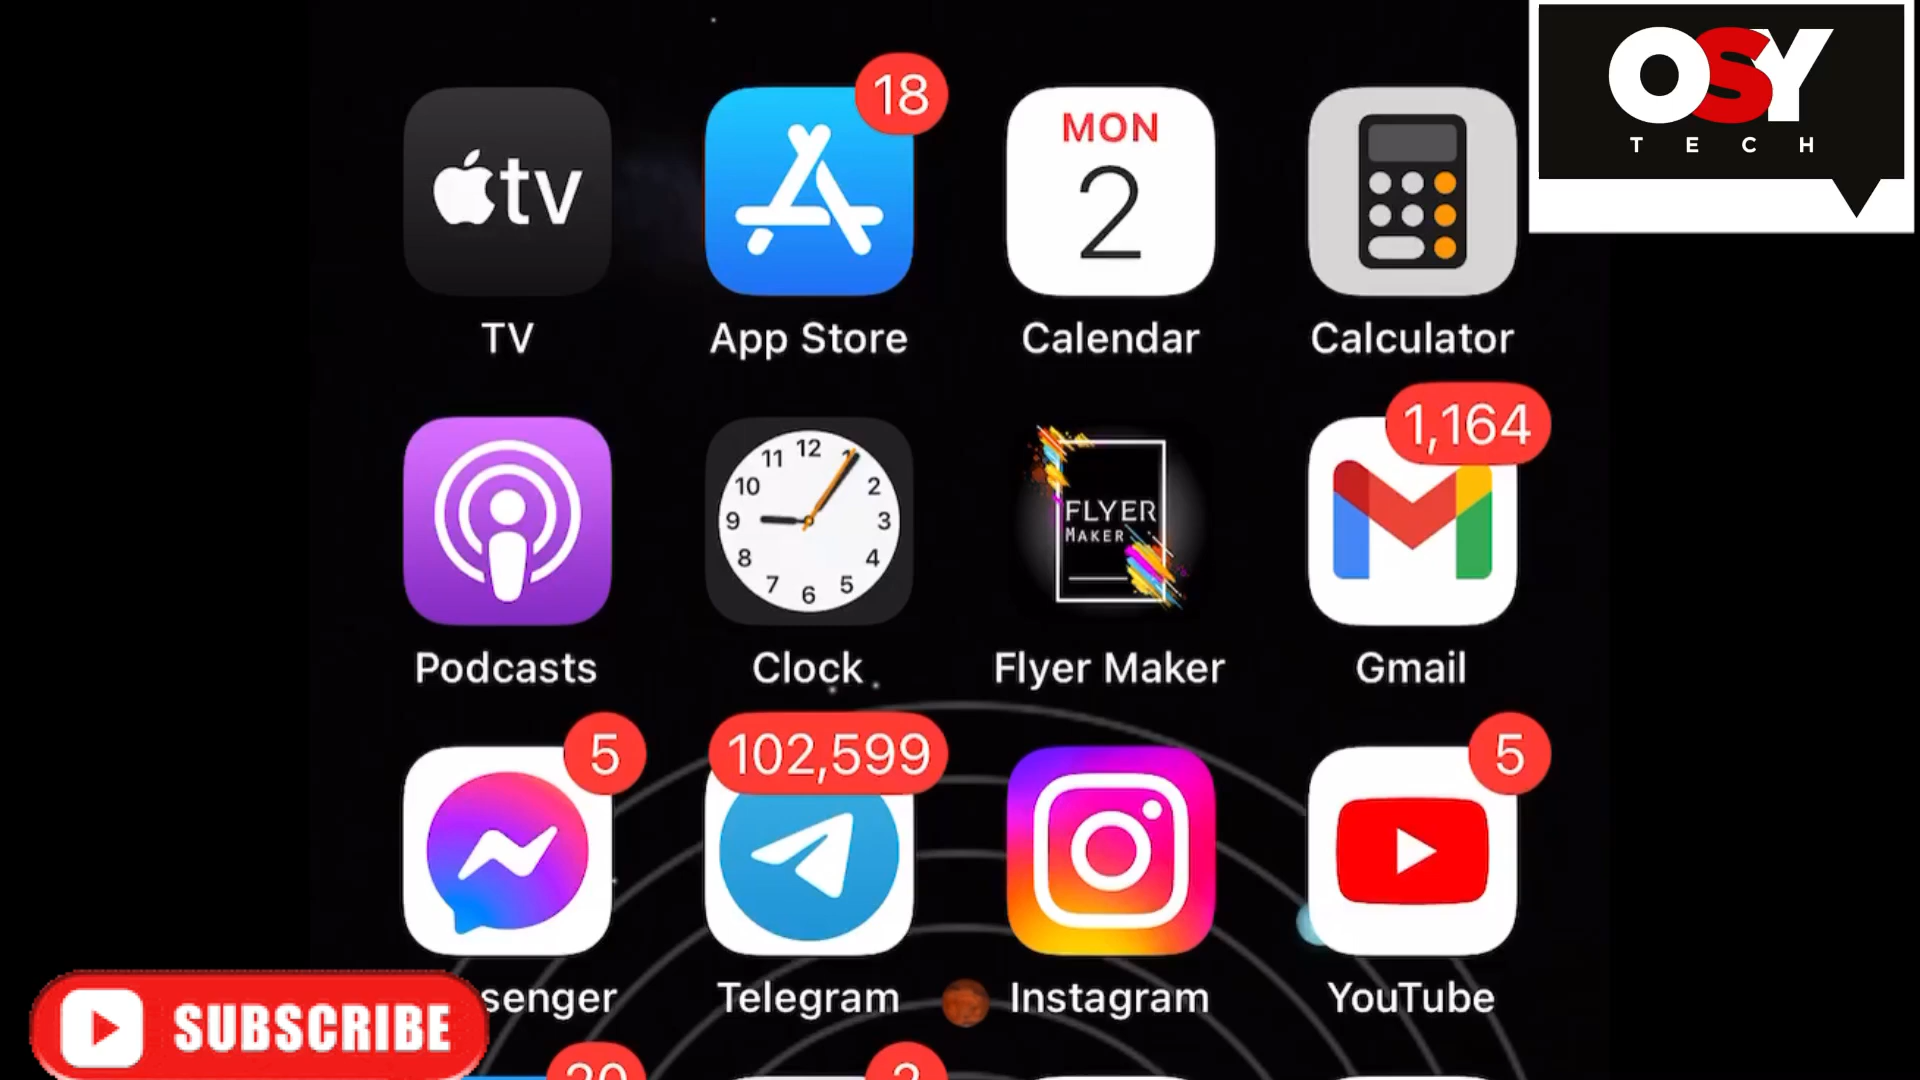 OSY
TECH
18
MON
2
tv
TV
App Store
Calendar
Calculator
1,164
12
11
10
2
9
3
8
4
7
5
6
FLYER
MAKER
Podcasts
Clock
Flyer Maker
Gmail
5
102,599
5
senger
Telegram
Instagram
YouTube
SUBSCRIBE
20
2